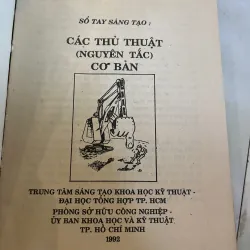 SỔ TAY SÁNG TẠO :
CÁC THỦ THUẬT
(NGUYÊN TẮC)
CƠ BẢN
TRUNG TÂM SÁNG TẠO KHOA HỌC KỸ THUẬT -
ĐẠI HỌC TỔNG HỢP TP. HCM
PHÒNG SỞ HỮU CÔNG NGHIỆP -
ỦY BAN KHOA HỌC VÀ KỸ THUẬT
TP. HỒ CHÍ MINH
1992